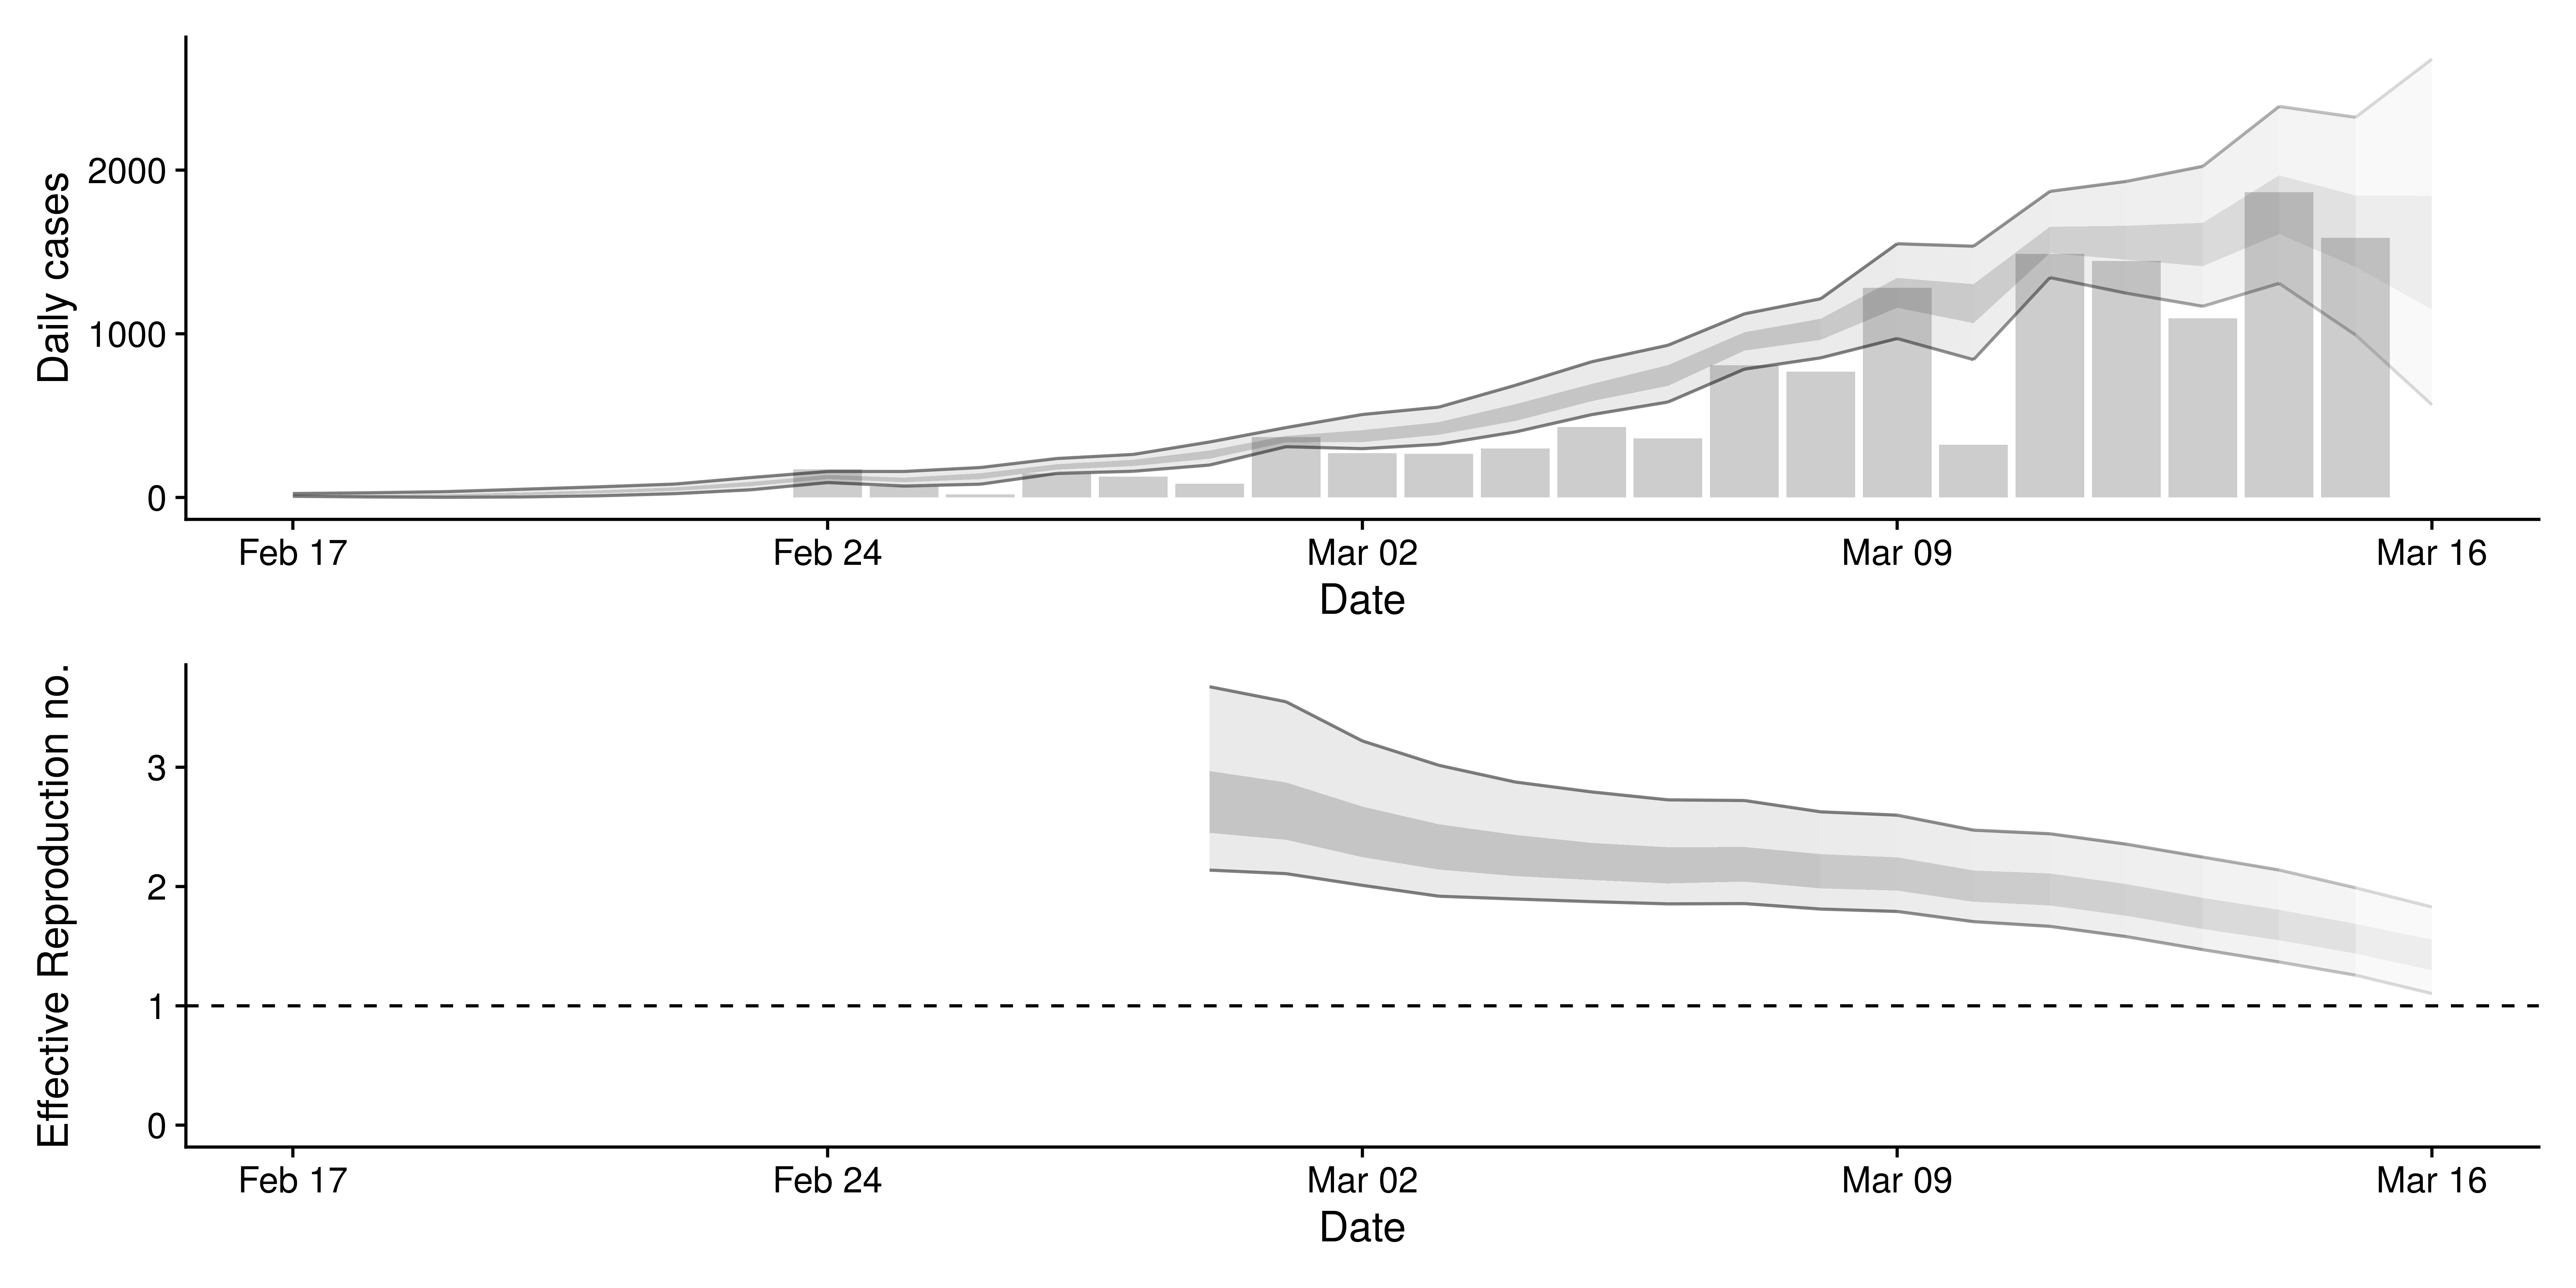 Daily cases
2000
1000
0
Feb 17 Feb 24 Mar 02 Mar 09 Mar 16
Date
Effective Reproduction no.
3
2
1
0
Feb 17 Feb 24 Mar 02 Mar 09 Mar 16
Date